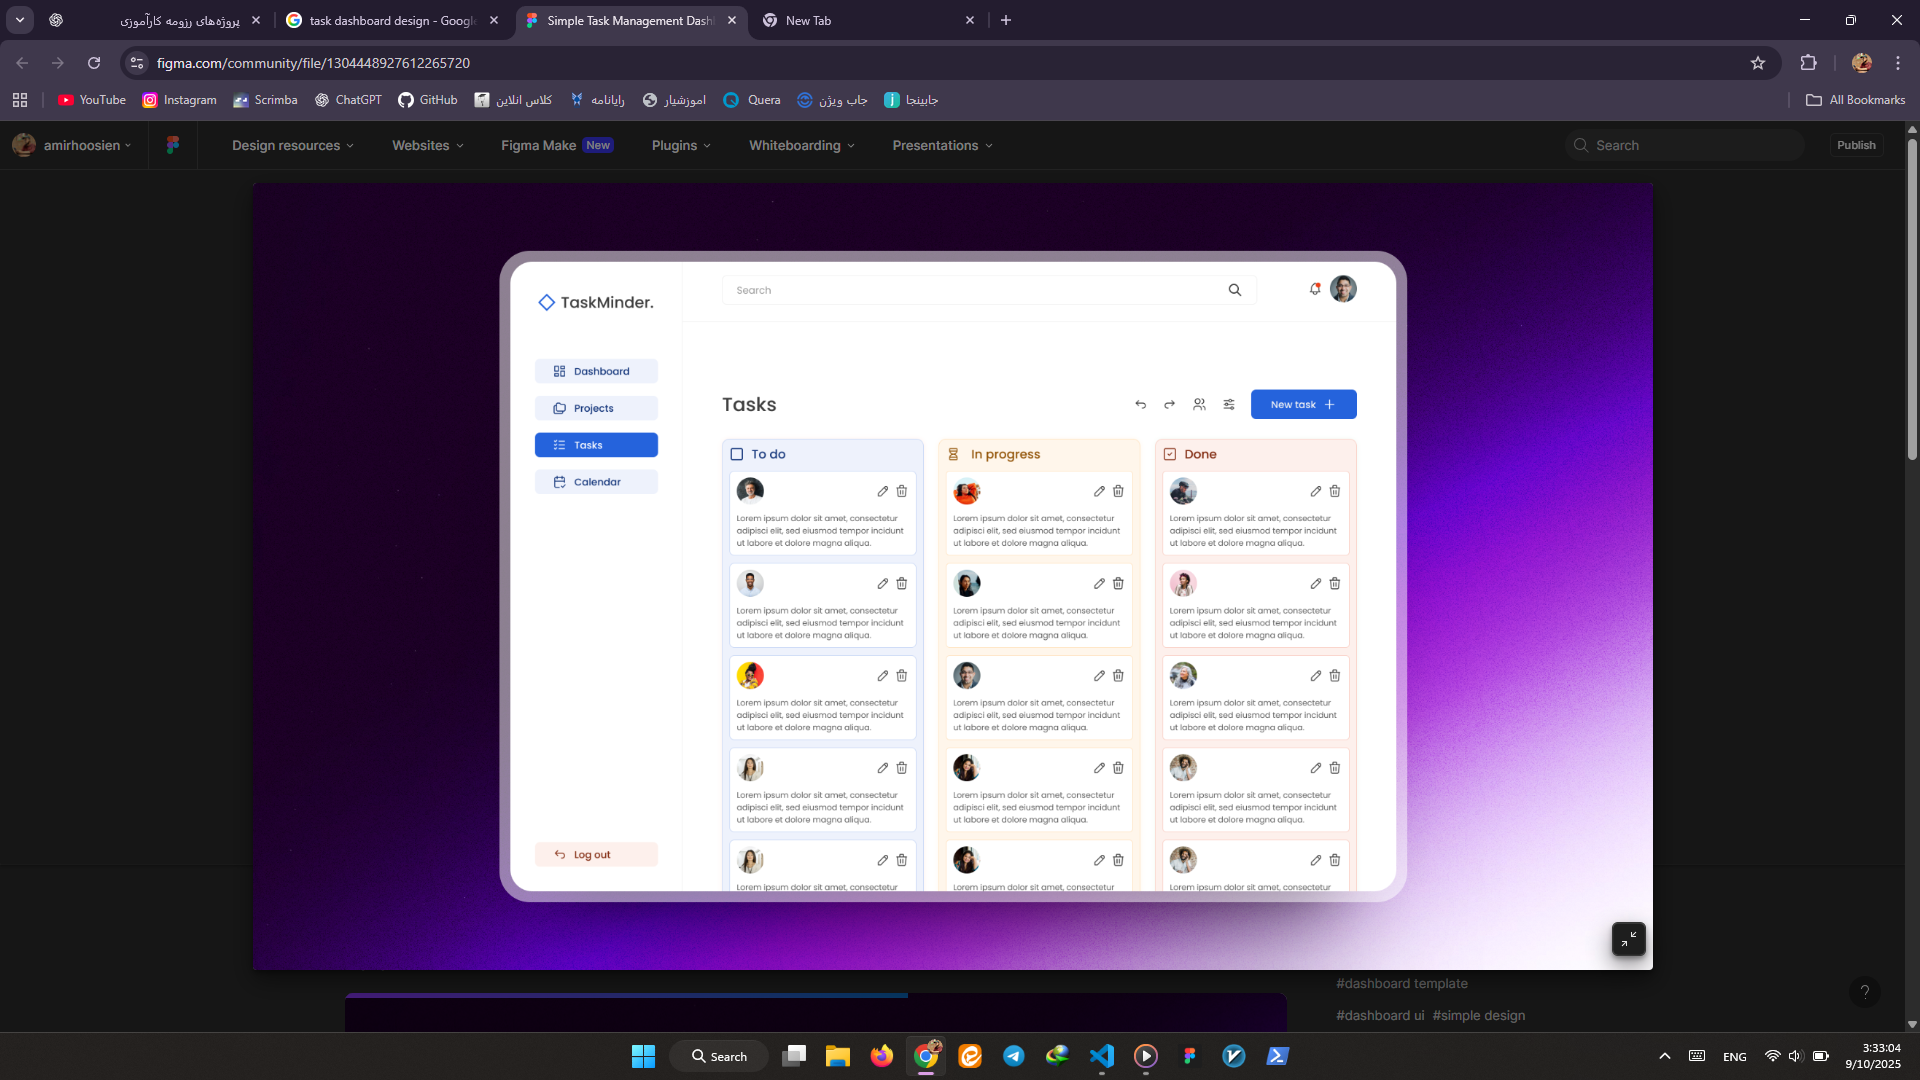 پروژه‌های رزومه کارآموزی
task dashboard design - Google
Simple Task Management Dash
New Tab
figma.com/community/file/1304448927612265720
YouTube
Instagram
Scrimba
ChatGPT
GitHub
کلاس انلاین
رایانامه
اموزشیار
Quera
جاب ویژن
جابینجا
All Bookmarks
amirhoosien
Design resources
Websites
Figma Make New
Plugins
Whiteboarding
Presentations
Search
Publish
TaskMinder.
Search
Dashboard
Projects
Tasks
Calendar
Log out
Tasks
New task
To do
Lorem ipsum dolor sit amet, consectetur
adipisci elit, sed eiusmod tempor incidunt
ut labore et dolore magna aliqua.
Lorem ipsum dolor sit amet, consectetur
adipisci elit, sed eiusmod tempor incidunt
ut labore et dolore magna aliqua.
Lorem ipsum dolor sit amet, consectetur
adipisci elit, sed eiusmod tempor incidunt
ut labore et dolore magna aliqua.
Lorem ipsum dolor sit amet, consectetur
adipisci elit, sed eiusmod tempor incidunt
ut labore et dolore magna aliqua.
Lorem ipsum dolor sit amet, consectetur
In progress
Lorem ipsum dolor sit amet, consectetur
adipisci elit, sed eiusmod tempor incidunt
ut labore et dolore magna aliqua.
Lorem ipsum dolor sit amet, consectetur
adipisci elit, sed eiusmod tempor incidunt
ut labore et dolore magna aliqua.
Lorem ipsum dolor sit amet, consectetur
adipisci elit, sed eiusmod tempor incidunt
ut labore et dolore magna aliqua.
Lorem ipsum dolor sit amet, consectetur
adipisci elit, sed eiusmod tempor incidunt
ut labore et dolore magna aliqua.
Lorem ipsum dolor sit amet, consectetur
Done
Lorem ipsum dolor sit amet, consectetur
adipisci elit, sed eiusmod tempor incidunt
ut labore et dolore magna aliqua.
Lorem ipsum dolor sit amet, consectetur
adipisci elit, sed eiusmod tempor incidunt
ut labore et dolore magna aliqua.
Lorem ipsum dolor sit amet, consectetur
adipisci elit, sed eiusmod tempor incidunt
ut labore et dolore magna aliqua.
Lorem ipsum dolor sit amet, consectetur
adipisci elit, sed eiusmod tempor incidunt
ut labore et dolore magna aliqua.
Lorem ipsum dolor sit amet, consectetur
#dashboard template
#dashboard ui #simple design
?
Search
ENG
3:33:04
9/10/2025